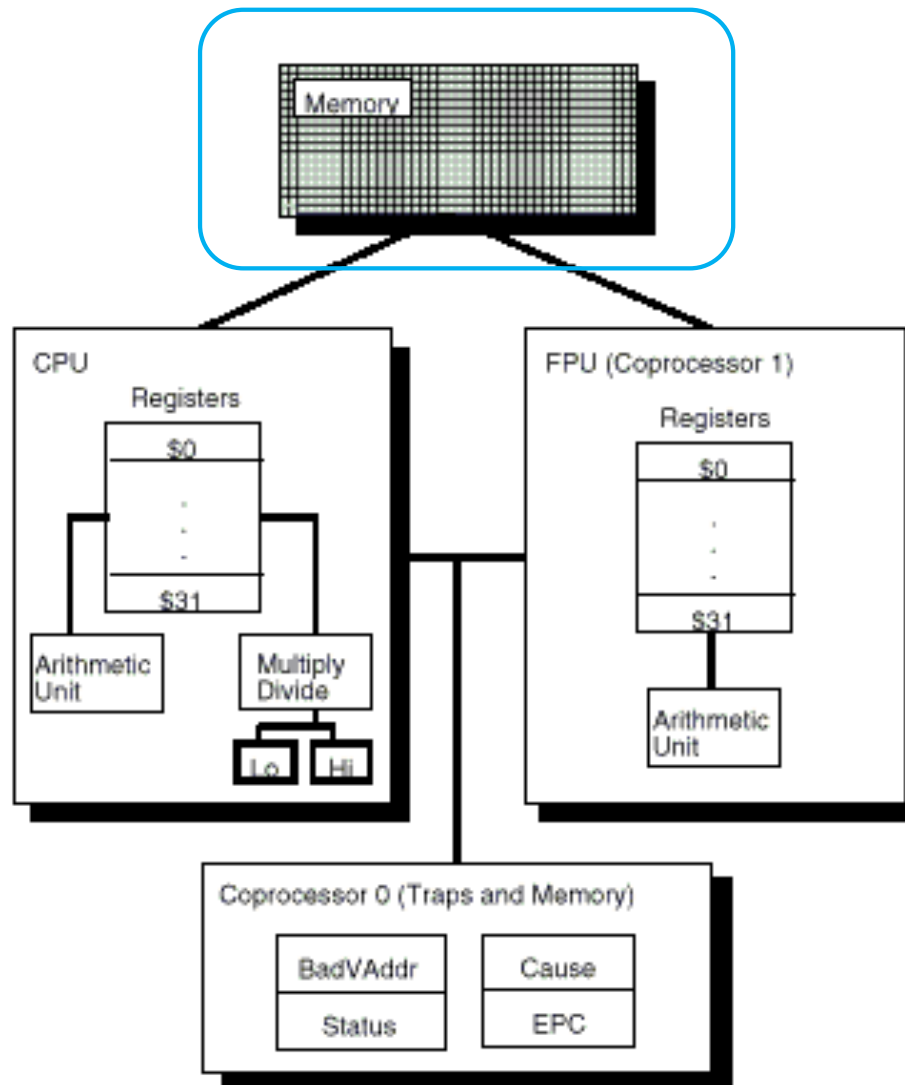 Memory
CPU
Registers
$0
.
.
.
$31
Arithmetic
Unit
Multiply
Divide
Lo
Hi
FPU (Coprocessor 1)
Registers
$0
.
.
.
$31
Arithmetic
Unit
Coprocessor 0 (Traps and Memory)
BadVAddr
Cause
Status
EPC